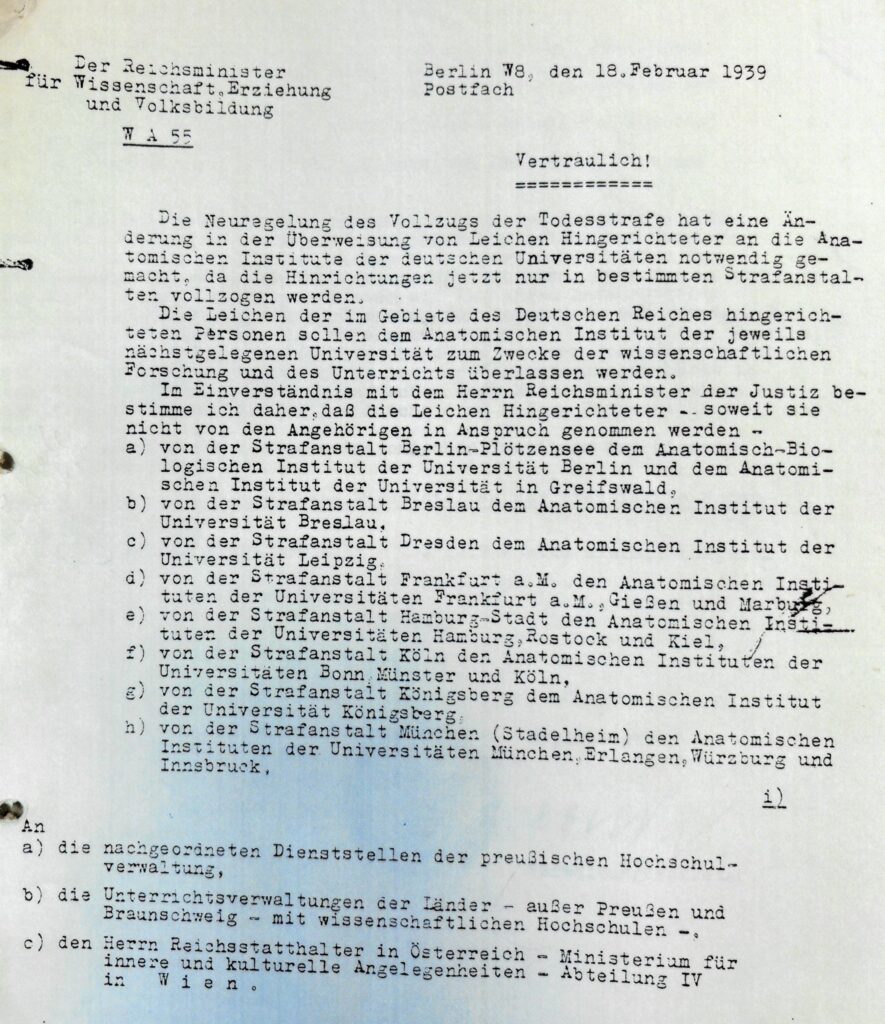 Der Reichsminister
für Wissenschaft, Erziehung
und Volksbildung
W A 55
Berlin W8, den 18. Februar 1939
Postfach
Vertraulich!
============
Die Neuregelung des Vollzugs der Todesstrafe hat eine Än-
derung in der Überweisung von Leichen Hingerichteter an die Ana-
tomischen Institute der deutschen Universitäten notwendig ge-
macht, da die Hinrichtungen jetzt nur in bestimmten Strafanstal-
ten vollzogen werden.
Die Leichen der im Gebiete des Deutschen Reiches hingerich-
teten Personen sollen dem Anatomischen Institut der jeweils
nächstgelegenen Universität zum Zwecke der wissenschaftlichen
Forschung und des Unterrichts überlassen werden.
Im Einverständnis mit dem Herrn Reichsminister der Justiz be-
stimme ich daher, daß die Leichen Hingerichteter - soweit sie
nicht von den Angehörigen in Anspruch genommen werden -
a) von der Strafanstalt Berlin-Plötzensee dem Anatomisch-Bio-
logischen Institut der Universität Berlin und dem Anatomi-
schen Institut der Universität in Greifswald,
b) von der Strafanstalt Breslau dem Anatomischen Institut der
Universität Breslau,
c) von der Strafanstalt Dresden dem Anatomischen Institut der
Universität Leipzig,
d) von der Strafanstalt Frankfurt a.M. den Anatomischen Insti-
tuten der Universitäten Frankfurt a.M., Gießen und Marburg,
e) von der Strafanstalt Hamburg-Stadt den Anatomischen Insti-
tuten der Universitäten Hamburg, Rostock und Kiel,
f) von der Strafanstalt Köln den Anatomischen Instituten der
Universitäten Bonn, Münster und Köln,
g) von der Strafanstalt Königsberg dem Anatomischen Institut
der Universität Königsberg,
h) von der Strafanstalt München (Stadelheim) den Anatomischen
Instituten der Universitäten München, Erlangen, Würzburg und
Innsbruck,
i)
An
a) die nachgeordneten Dienststellen der preußischen Hochschul-
verwaltung,
b) die Unterrichtsverwaltungen der Länder - außer Preußen und
Braunschweig - mit wissenschaftlichen Hochschulen -,
c) den Herrn Reichsstatthalter in Österreich - Ministerium für
innere und kulturelle Angelegenheiten - Abteilung IV
in W i e n .